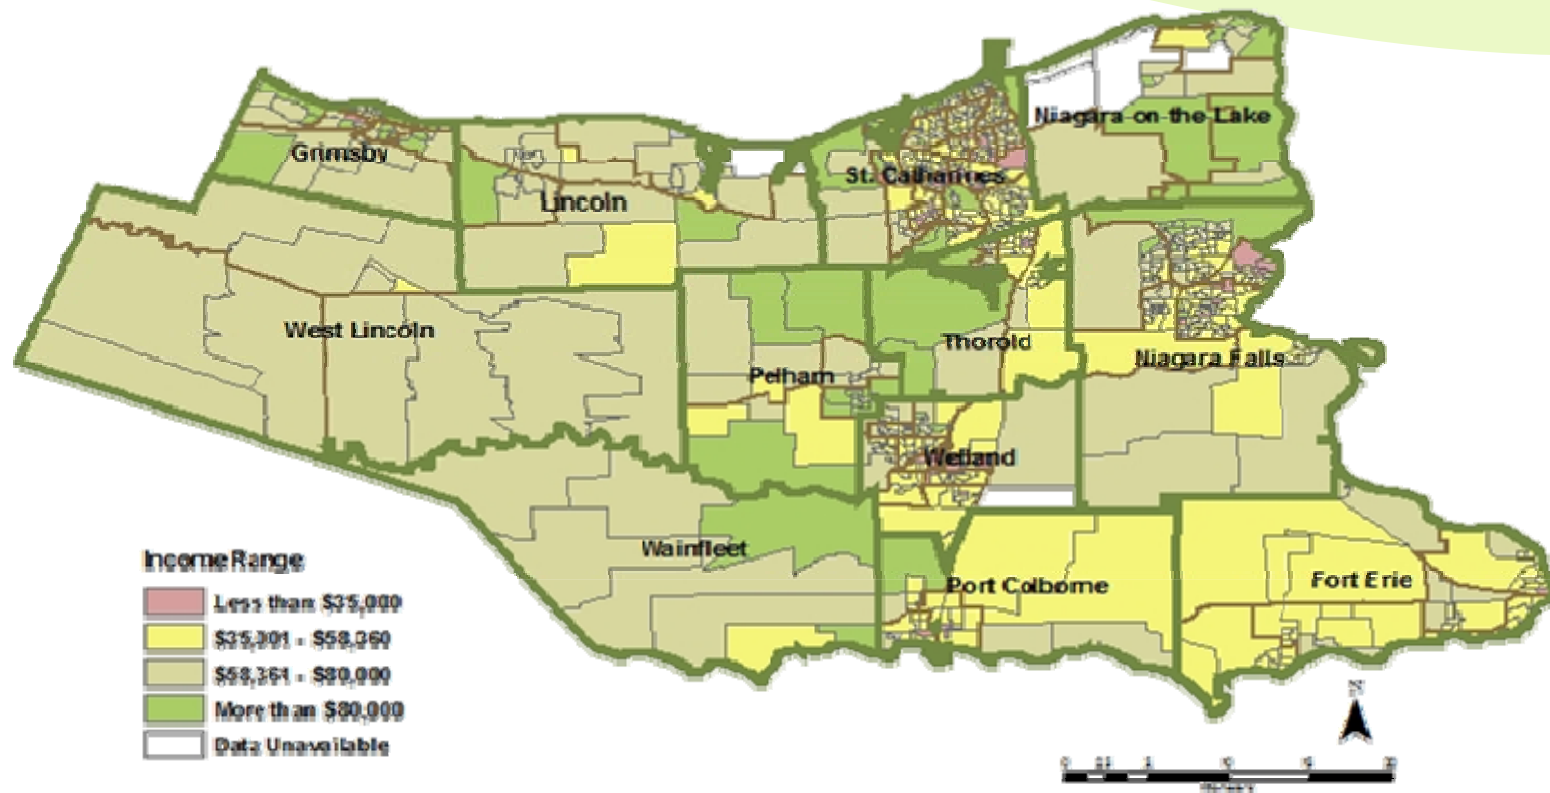 Niagara-on-the-Lake
Grimsby
St. Catharines
Lincoln
West Lincoln
Thorold
Niagara Falls
Pelham
Welland
Wainfleet
Port Colborne
Fort Erie
Income Range
Less than $35,000
$35,001 - $58,360
$58,361 - $80,000
More than $80,000
Data Unavailable